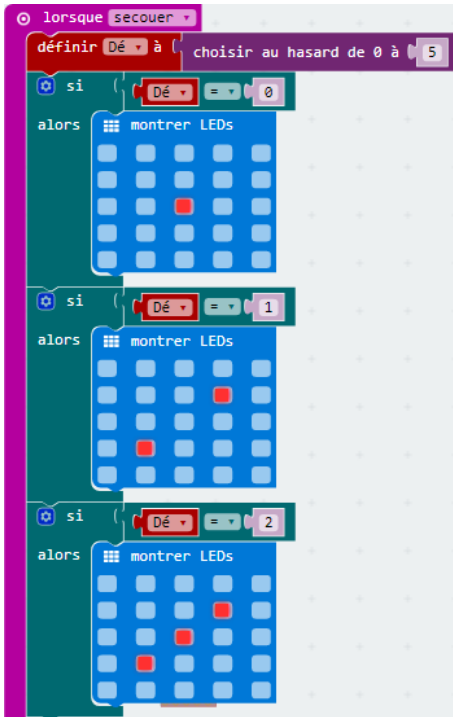 lorsque secouer
définir Dé à choisir au hasard de 0 à 5
si Dé = 0
alors montrer LEDs
si Dé = 1
alors montrer LEDs
si Dé = 2
alors montrer LEDs